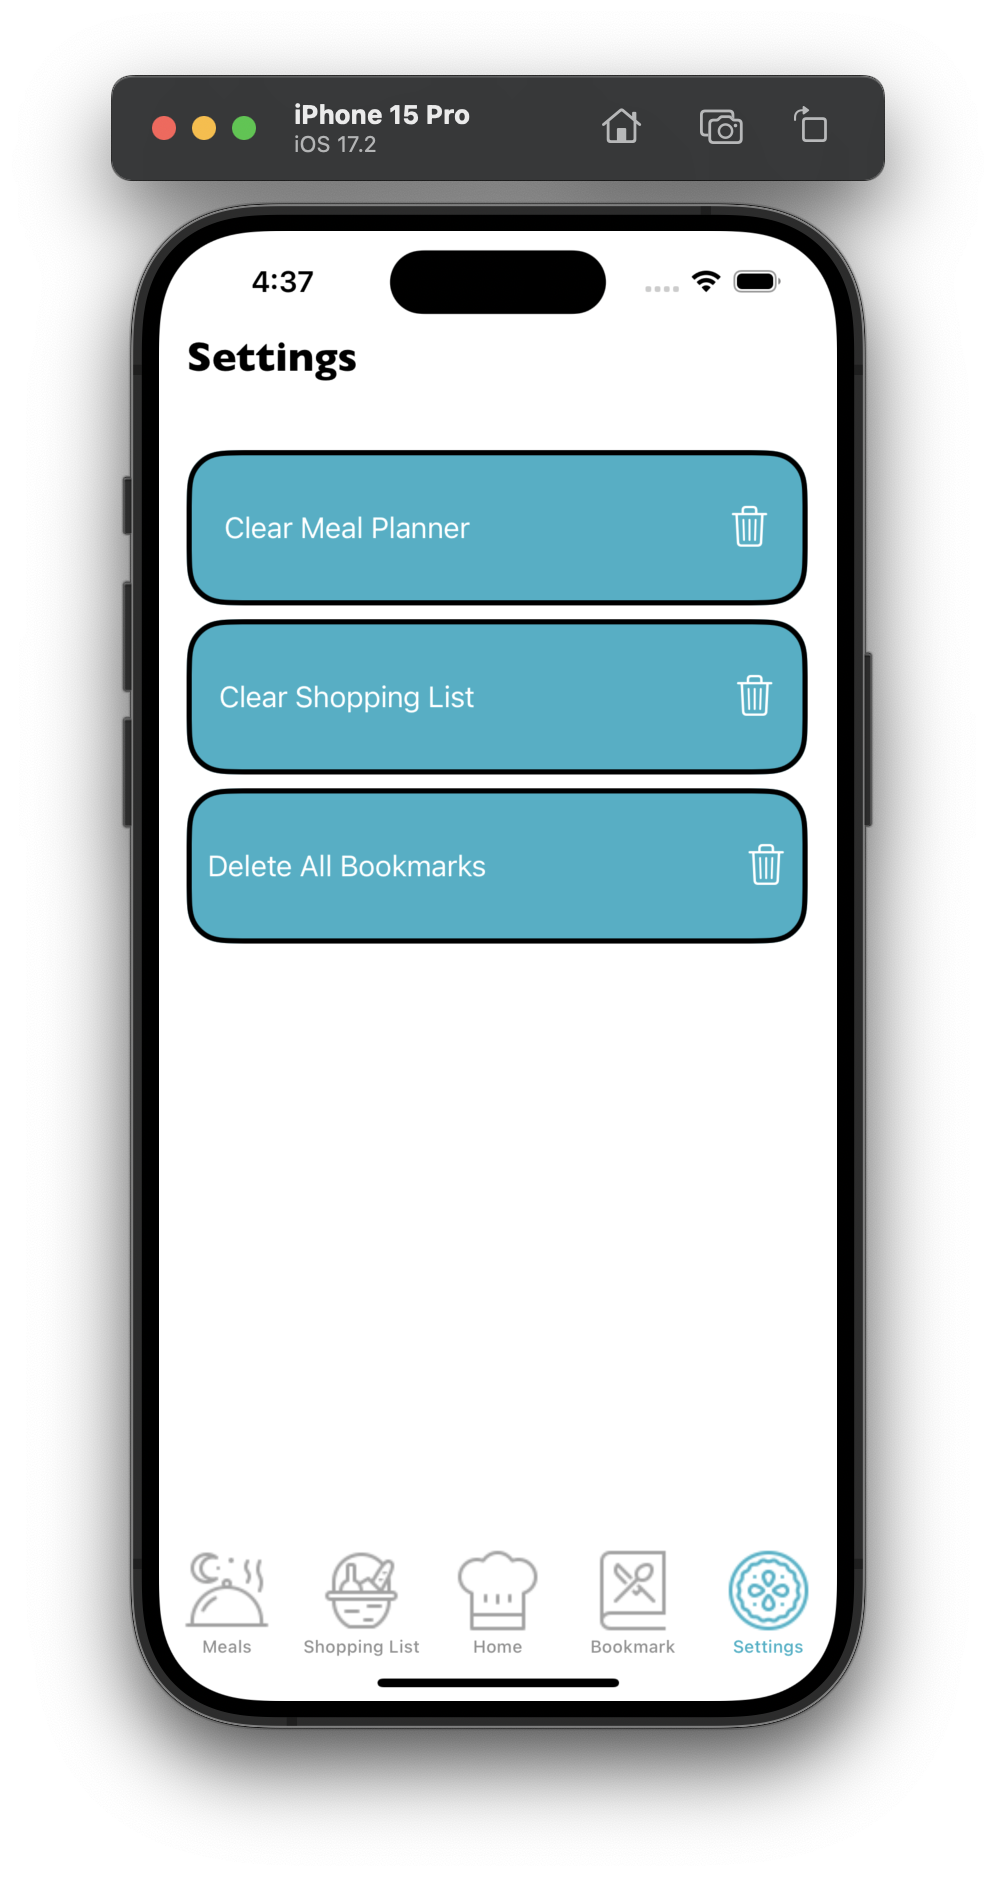 iPhone 15 Pro
iOS 17.2
4:37
Settings
Clear Meal Planner
Clear Shopping List
Delete All Bookmarks
Meals Shopping List Home Bookmark Settings